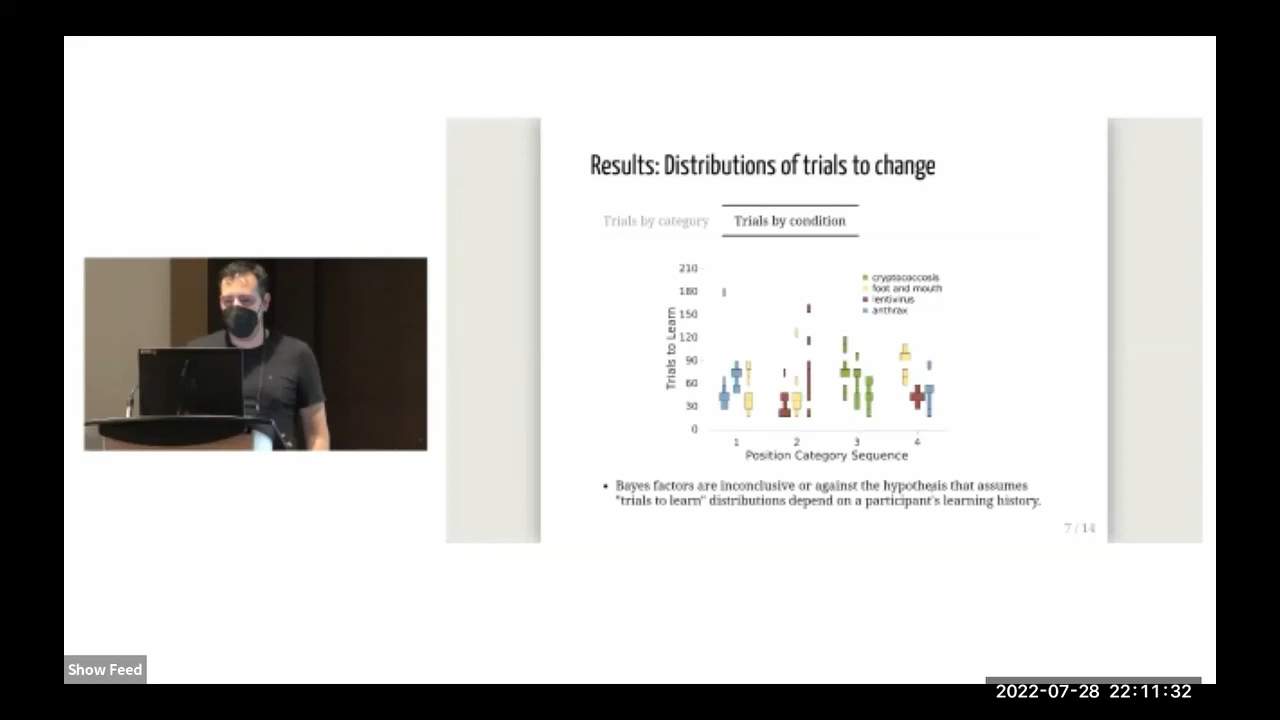 Results: Distributions of trials to change
Trials by category
Trials by condition
210
180
150
120
90
60
30
0
Trials to Learn
cryptococcosis
foot and mouth
lentivirus
anthrax
1 2 3 4
Position Category Sequence
• Bayes factors are inconclusive or against the hypothesis that assumes
"trials to learn" distributions depend on a participant's learning history.
7 / 14
Show Feed
2022-07-28 22:11:32